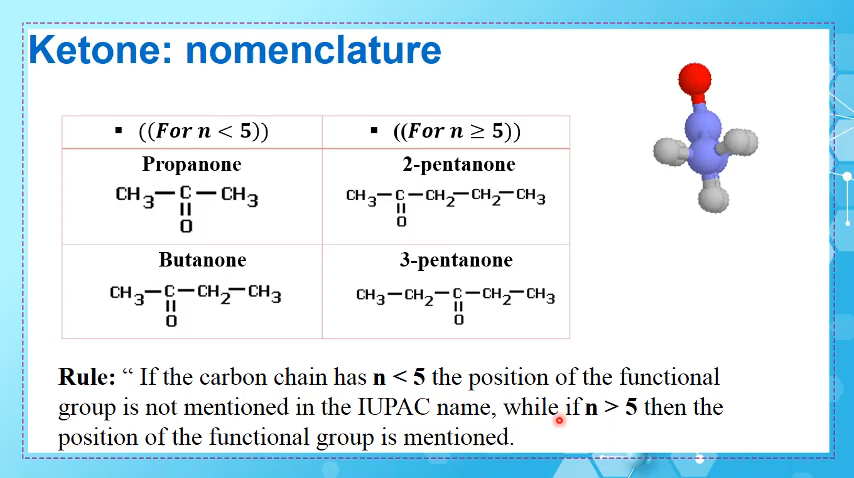 Ketone: nomenclature
▪ ((For n < 5))
▪ ((For n ≥ 5))
Propanone
CH3—C—CH3
||
O
2-pentanone
CH3—C—CH2—CH2—CH3
||
O
Butanone
CH3—C—CH2—CH3
||
O
3-pentanone
CH3—CH2—C—CH2—CH3
||
O
Rule: “ If the carbon chain has n < 5 the position of the functional
group is not mentioned in the IUPAC name, while if n > 5 then the
position of the functional group is mentioned.